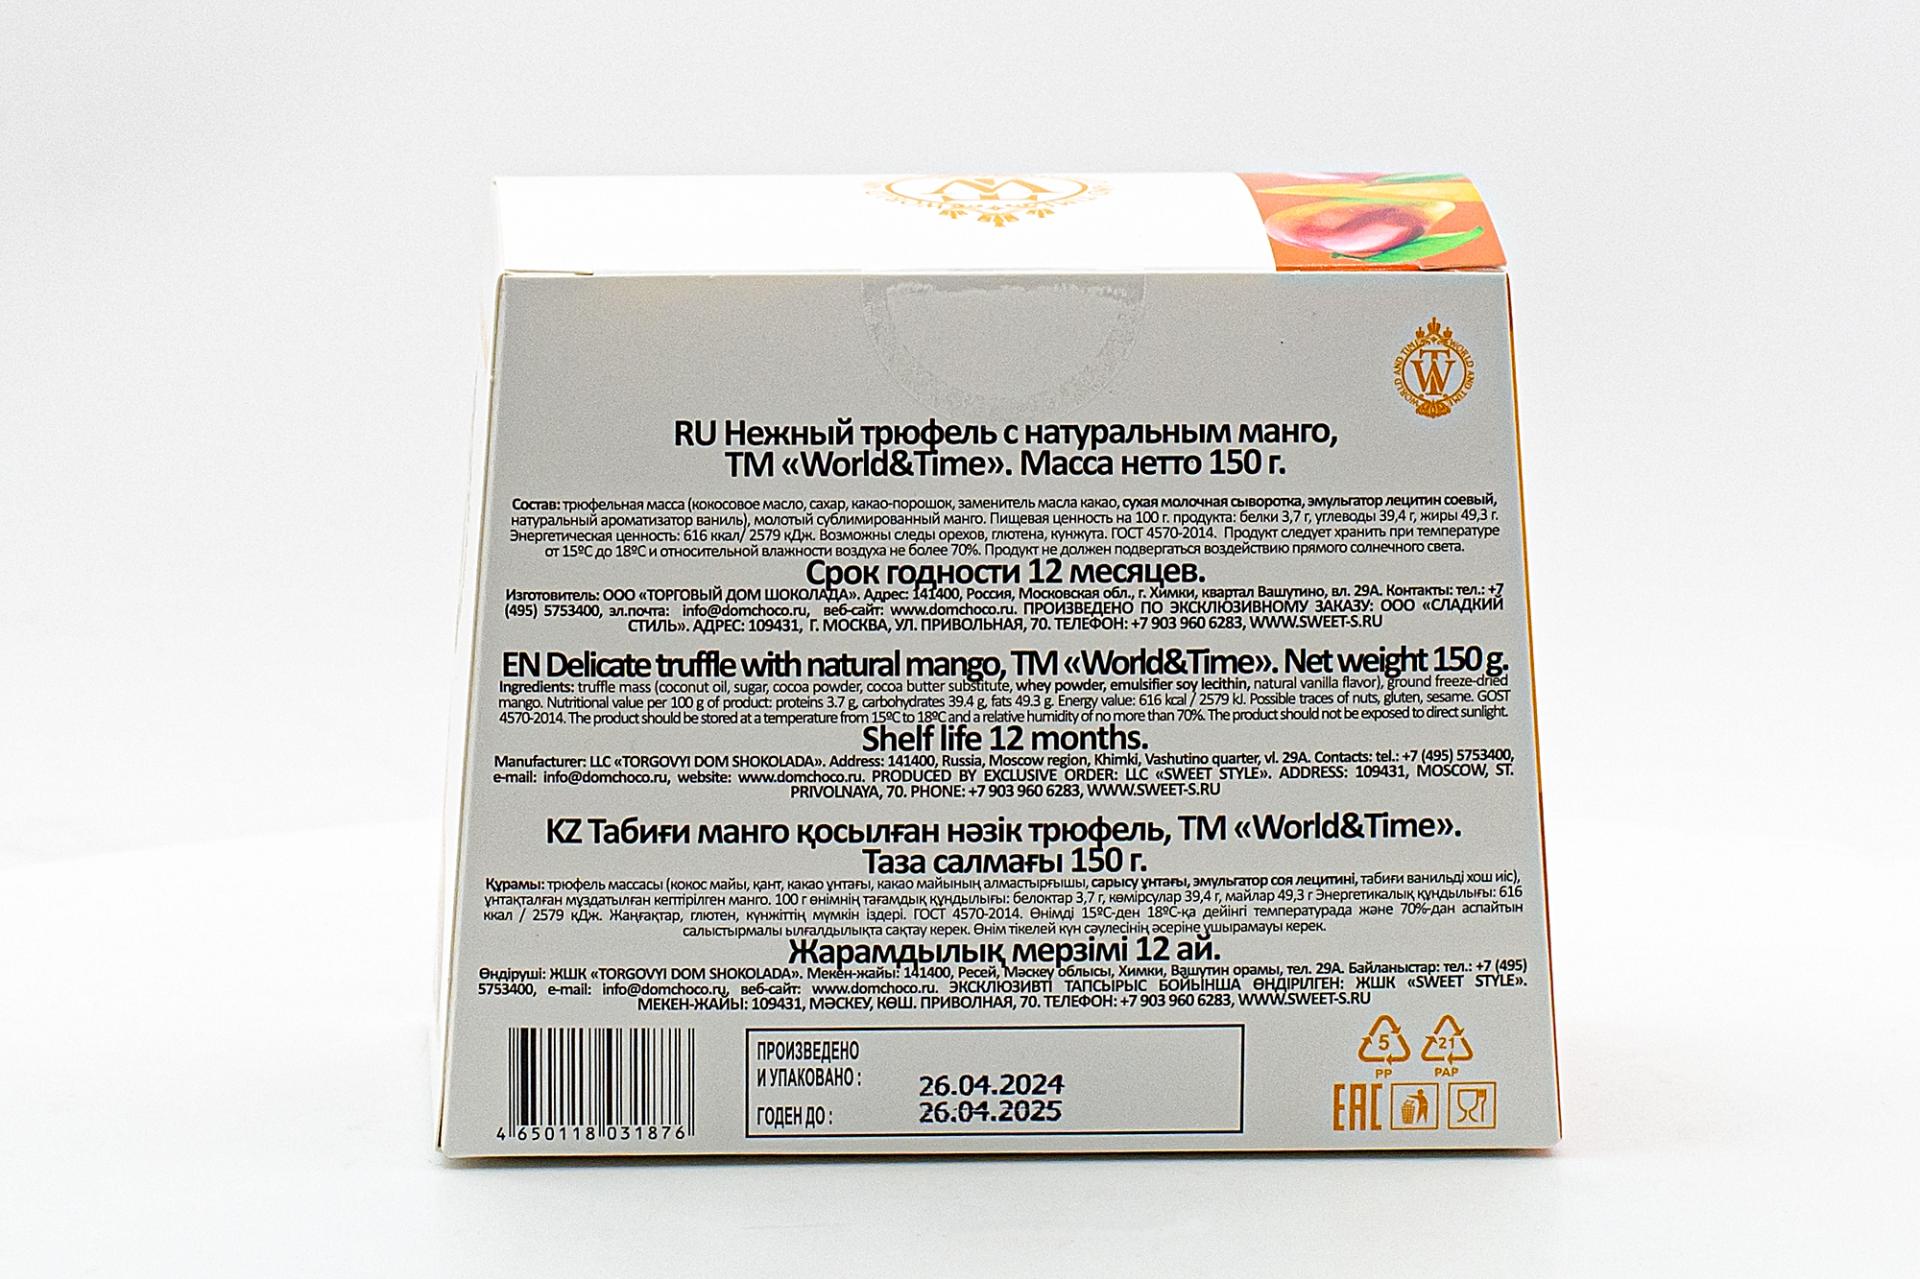 WORLD AND TIME WORLD AND TIME
TW
RU Нежный трюфель с натуральным манго,
ТМ «World&Time». Масса нетто 150 г.
Состав: трюфельная масса (кокосовое масло, сахар, какао-порошок, заменитель масла какао, сухая молочная сыворотка, эмульгатор лецитин соевый,
натуральный ароматизатор ваниль), молотый сублимированный манго. Пищевая ценность на 100 г. продукта: белки 3,7 г, углеводы 39,4 г, жиры 49,3 г.
Энергетическая ценность: 616 ккал/ 2579 кДж. Возможны следы орехов, глютена, кунжута. ГОСТ 4570-2014. Продукт следует хранить при температуре
от 15ºС до 18ºС и относительной влажности воздуха не более 70%. Продукт не должен подвергаться воздействию прямого солнечного света.
Срок годности 12 месяцев.
Изготовитель: ООО «ТОРГОВЫЙ ДОМ ШОКОЛАДА». Адрес: 141400, Россия, Московская обл., г. Химки, квартал Вашутино, вл. 29А. Контакты: тел.: +7
(495) 5753400, эл.почта: info@domchoco.ru, веб-сайт: www.domchoco.ru. ПРОИЗВЕДЕНО ПО ЭКСКЛЮЗИВНОМУ ЗАКАЗУ: ООО «СЛАДКИЙ
СТИЛЬ». АДРЕС: 109431, Г. МОСКВА, УЛ. ПРИВОЛЬНАЯ, 70. ТЕЛЕФОН: +7 903 960 6283, WWW.SWEET-S.RU
EN Delicate truffle with natural mango, TM «World&Time». Net weight 150 g.
Ingredients: truffle mass (coconut oil, sugar, cocoa powder, cocoa butter substitute, whey powder, emulsifier soy lecithin, natural vanilla flavor), ground freeze-dried
mango. Nutritional value per 100 g of product: proteins 3.7 g, carbohydrates 39.4 g, fats 49.3 g. Energy value: 616 kcal / 2579 kJ. Possible traces of nuts, gluten, sesame. GOST
4570-2014. The product should be stored at a temperature from 15ºC to 18ºC and a relative humidity of no more than 70%. The product should not be exposed to direct sunlight.
Shelf life 12 months.
Manufacturer: LLC «TORGOVYI DOM SHOKOLADA». Address: 141400, Russia, Moscow region, Khimki, Vashutino quarter, vl. 29A. Contacts: tel.: +7 (495) 5753400,
e-mail: info@domchoco.ru, website: www.domchoco.ru. PRODUCED BY EXCLUSIVE ORDER: LLC «SWEET STYLE». ADDRESS: 109431, MOSCOW, ST.
PRIVOLNAYA, 70. PHONE: +7 903 960 6283, WWW.SWEET-S.RU
KZ Табиғи манго қосылған нәзік трюфель, ТМ «World&Time».
Таза салмағы 150 г.
Құрамы: трюфель массасы (кокос майы, қант, какао ұнтағы, какао майының алмастырғышы, сарысу ұнтағы, эмульгатор соя лецитині, табиғи ванильді хош иіс),
ұнтақталған мұздатылған кептірілген манго. 100 г өнімнің тағамдық құндылығы: белоктар 3,7 г, көмірсулар 39,4 г, майлар 49,3 г Энергетикалық құндылығы: 616
ккал / 2579 кДж. Жаңғақтар, глютен, күнжіттің мүмкін іздері. ГОСТ 4570-2014. Өнімді 15ºС-ден 18ºС-қа дейінгі температурада және 70%-дан аспайтын
салыстырмалы ылғалдылықта сақтау керек. Өнім тікелей күн сәулесінің әсеріне ұшырамауы керек.
Жарамдылық мерзімі 12 ай.
Өндіруші: ЖШК «TORGOVYI DOM SHOKOLADA». Мекен-жайы: 141400, Ресей, Мәскеу облысы, Химки, Вашутин орамы, тел. 29А. Байланыстар: тел.: +7 (495)
5753400, e-mail: info@domchoco.ru, веб-сайт: www.domchoco.ru. ЭКСКЛЮЗИВТІ ТАПСЫРЫС БОЙЫНША ӨНДІРІЛГЕН: ЖШК «SWEET STYLE».
МЕКЕН-ЖАЙЫ: 109431, МӘСКЕУ, КӨШ. ПРИВОЛНАЯ, 70. ТЕЛЕФОН: +7 903 960 6283, WWW.SWEET-S.RU
4 650118 031876
ПРОИЗВЕДЕНО
И УПАКОВАНО: 26.04.2024
ГОДЕН ДО: 26.04.2025
5 21
PP PAP
EAC